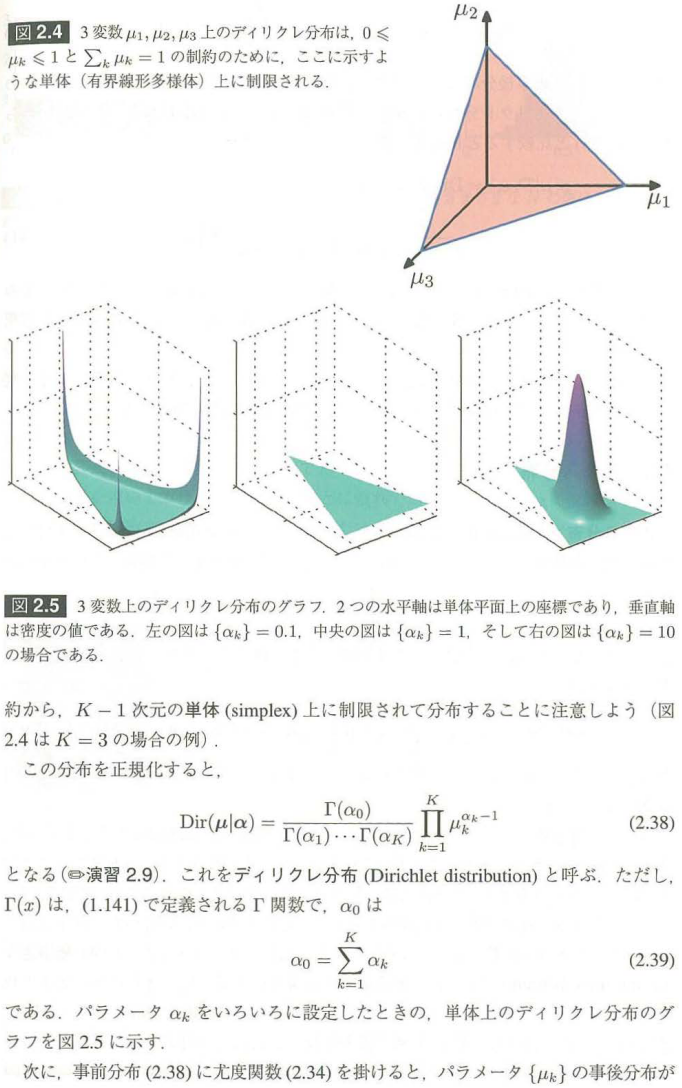 図 2.4 3 変数 μ₁, μ₂, μ₃ 上のディリクレ分布は，0 ⩽
μₖ ⩽ 1 と ∑ₖ μₖ = 1 の制約のために，ここに示すよ
うな単体（有界線形多様体）上に制限される．
μ₂
μ₁
μ₃
図 2.5 3 変数上のディリクレ分布のグラフ．2 つの水平軸は単体平面上の座標であり，垂直軸
は密度の値である．左の図は {αₖ} = 0.1，中央の図は {αₖ} = 1，そして右の図は {αₖ} = 10
の場合である．
約から，K − 1 次元の単体 (simplex) 上に制限されて分布することに注意しよう（図
2.4 は K = 3 の場合の例）．
この分布を正規化すると，
Dir(μ|α) = Γ(α₀) / Γ(α₁)⋯Γ(α_K) ∏_{k=1}^{K} μₖ^{αₖ−1} (2.38)
となる（✏演習 2.9）．これをディリクレ分布 (Dirichlet distribution) と呼ぶ．ただし，
Γ(x) は，(1.141) で定義される Γ 関数で，α₀ は
α₀ = ∑_{k=1}^{K} αₖ (2.39)
である．パラメータ αₖ をいろいろに設定したときの，単体上のディリクレ分布のグ
ラフを図 2.5 に示す．
次に，事前分布 (2.38) に尤度関数 (2.34) を掛けると，パラメータ {μₖ} の事後分布が